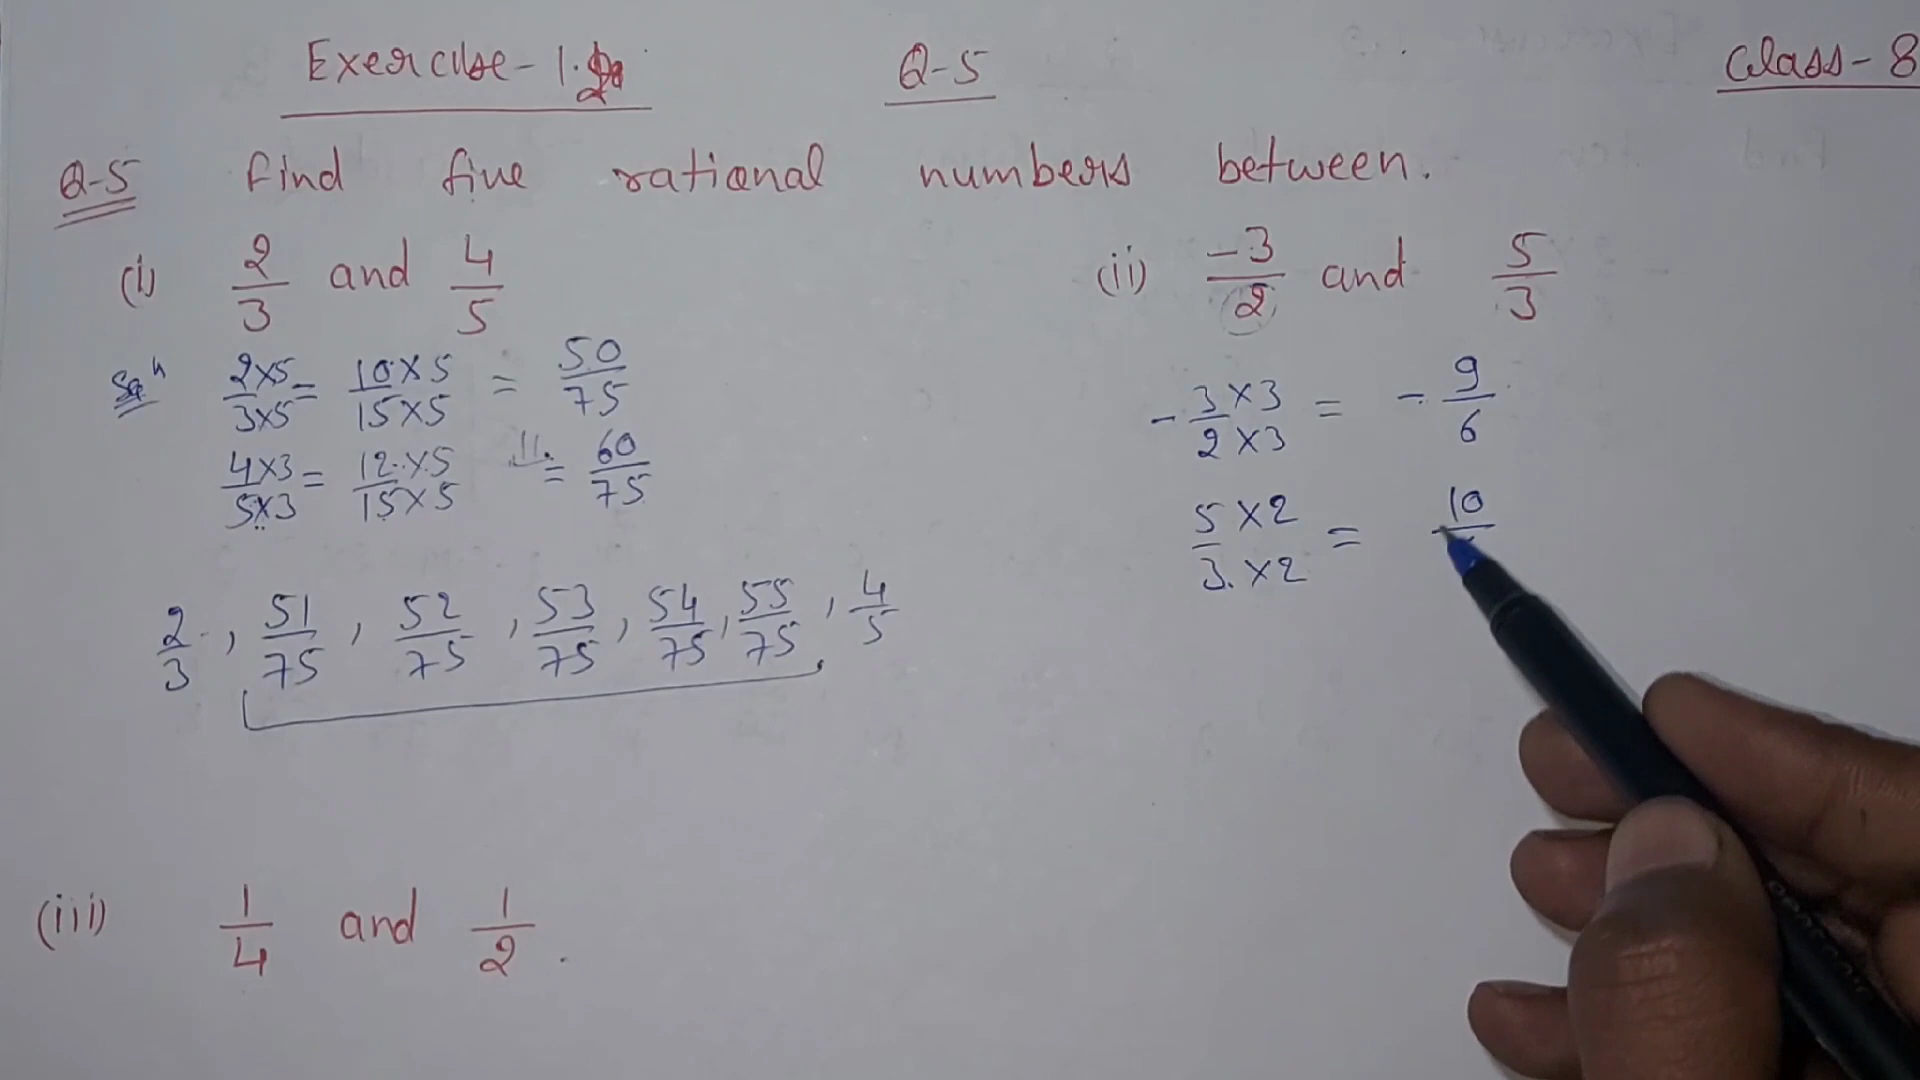 Exercise - 1.2
Q-5
Class - 8
Q-5 find five rational numbers between.
(i) 2/3 and 4/5
(ii) -3/2 and 5/3
Solⁿ 2×5/3×5 = 10×5/15×5 = 50/75
4×3/5×3 = 12×5/15×5 = 60/75
-3×3/2×3 = -9/6
5×2/3×2 = 10
2/3, 51/75, 52/75, 53/75, 54/75, 55/75, 4/5
(iii) 1/4 and 1/2.